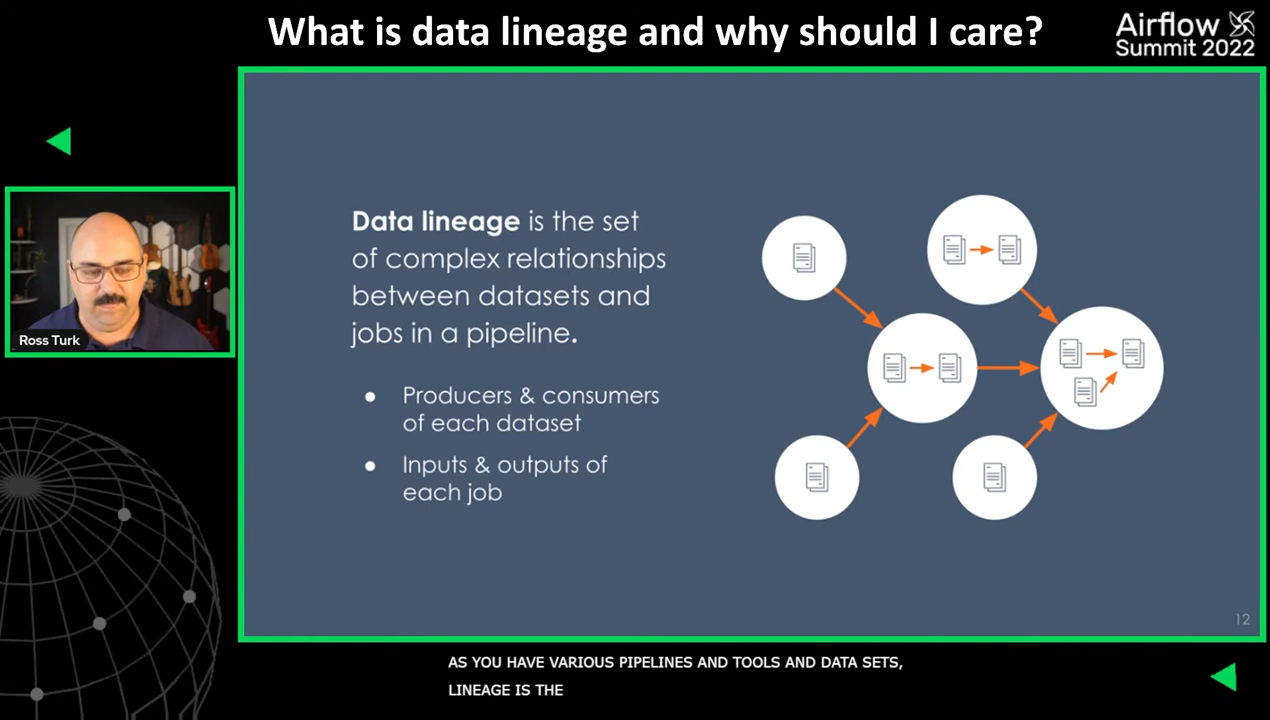 What is data lineage and why should I care?
Airflow
Summit 2022
Data lineage is the set
of complex relationships
between datasets and
jobs in a pipeline.
● Producers & consumers
of each dataset
● Inputs & outputs of
each job
Ross Turk
12
AS YOU HAVE VARIOUS PIPELINES AND TOOLS AND DATA SETS,
LINEAGE IS THE